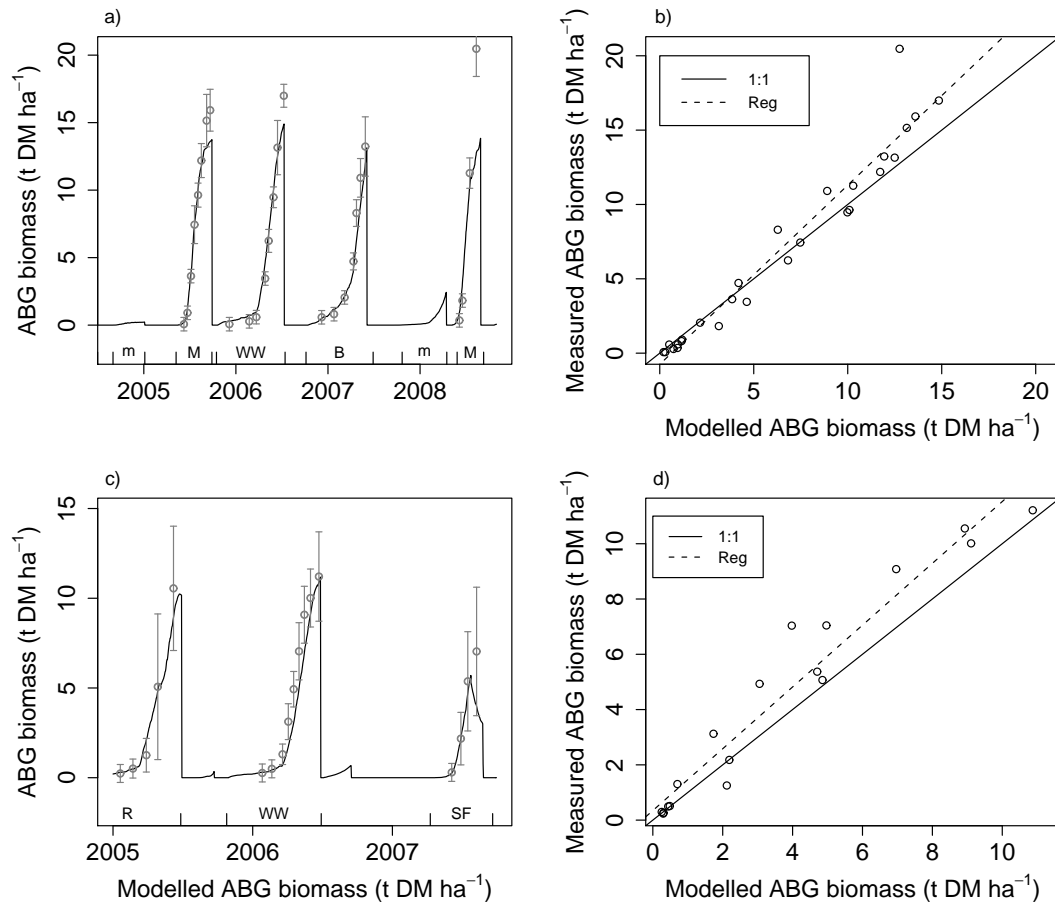 a)
ABG biomass (t DM ha−1)
20
15
10
5
0
m M WW B m M
2005 2006 2007 2008
b)
Measured ABG biomass (t DM ha−1)
20
15
10
5
0
1:1
Reg
0 5 10 15 20
Modelled ABG biomass (t DM ha−1)
c)
ABG biomass (t DM ha−1)
15
10
5
0
R WW SF
2005 2006 2007
Modelled ABG biomass (t DM ha−1)
d)
Measured ABG biomass (t DM ha−1)
10
8
6
4
2
0
1:1
Reg
0 2 4 6 8 10
Modelled ABG biomass (t DM ha−1)